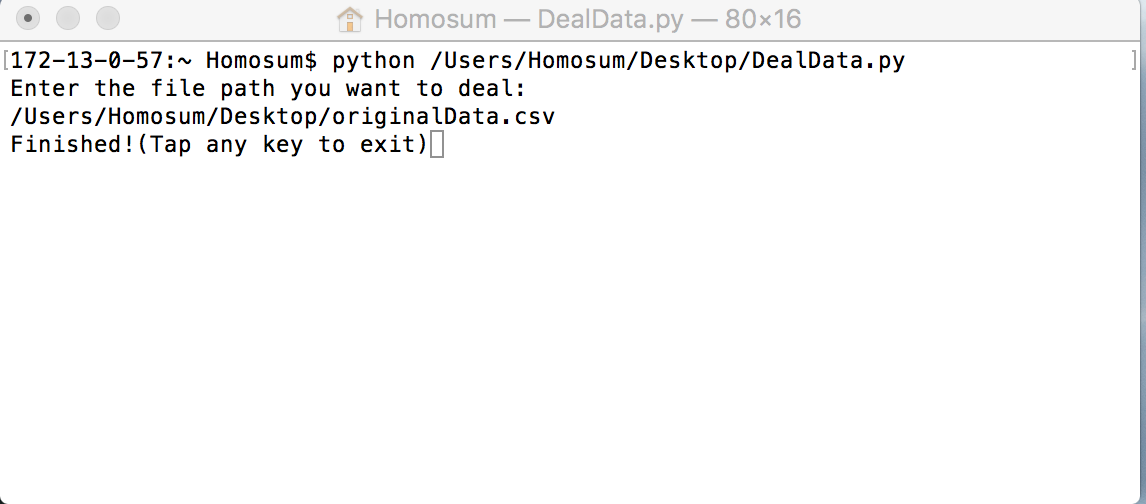 Homosum — DealData.py — 80×16
[172-13-0-57:~ Homosum$ python /Users/Homosum/Desktop/DealData.py ]
Enter the file path you want to deal:
/Users/Homosum/Desktop/originalData.csv
Finished!(Tap any key to exit)